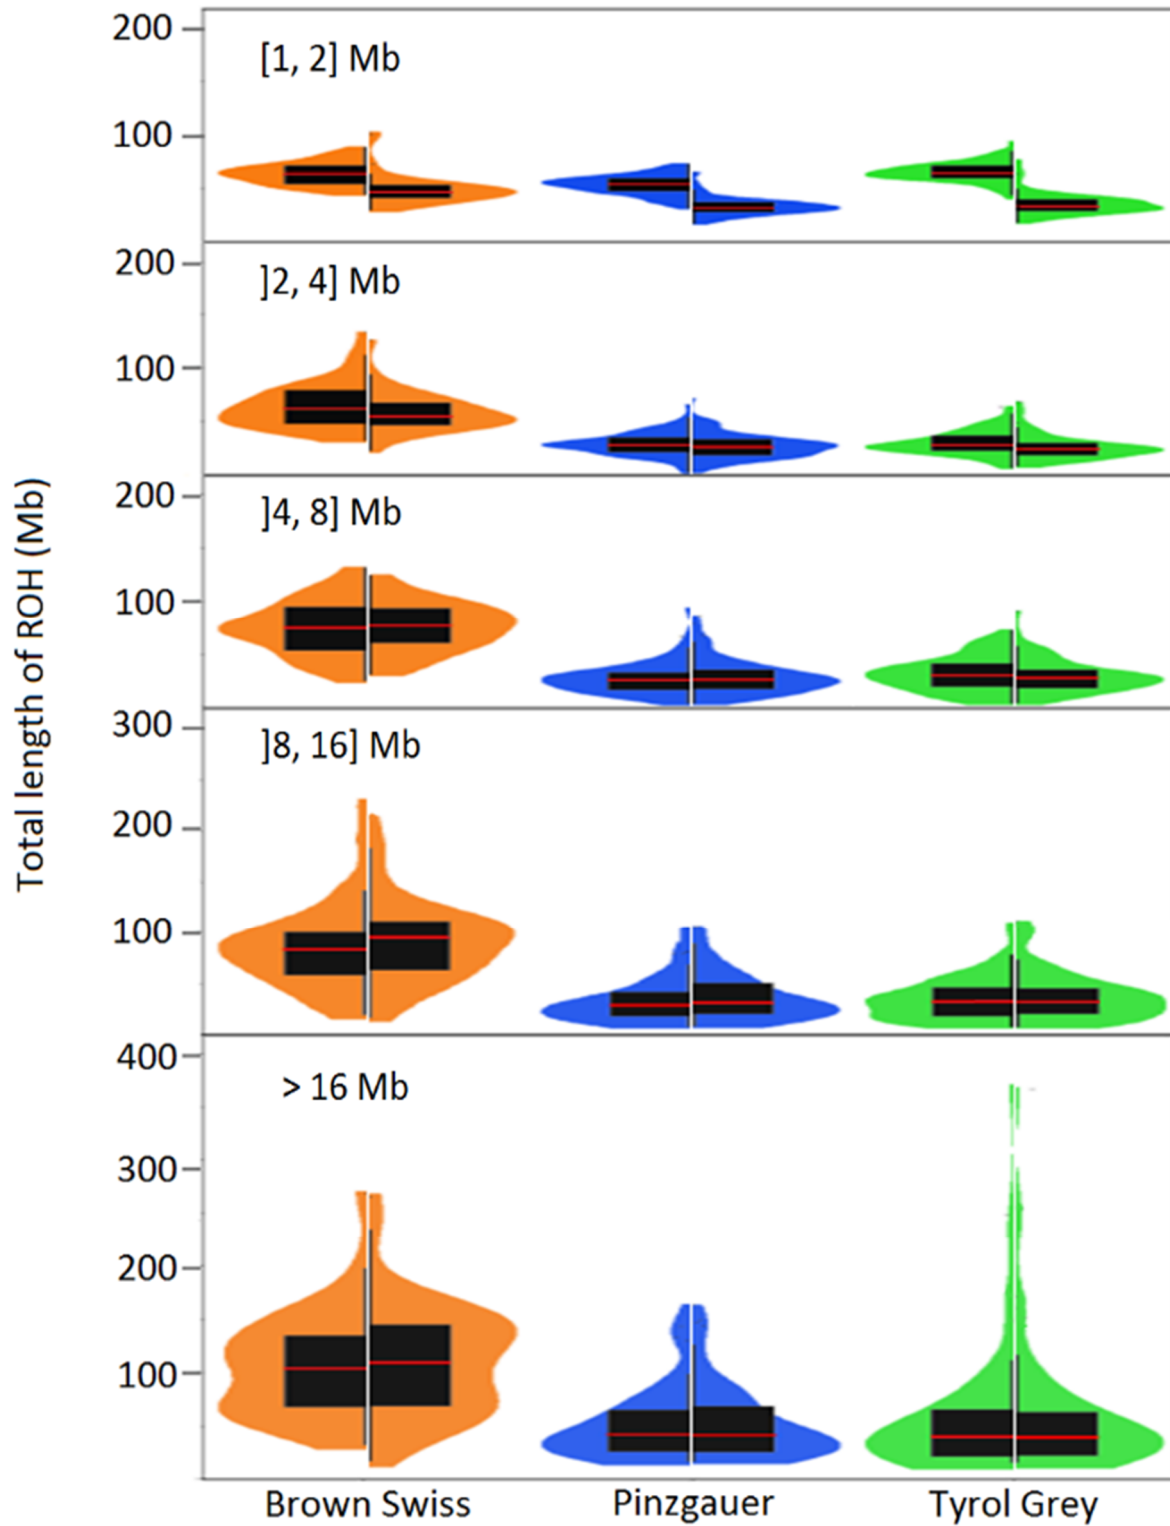 Total length of ROH (Mb)
200
[1, 2] Mb
100
200
]2, 4] Mb
100
200
]4, 8] Mb
100
300
]8, 16] Mb
200
100
400
> 16 Mb
300
200
100
Brown Swiss Pinzgauer Tyrol Grey